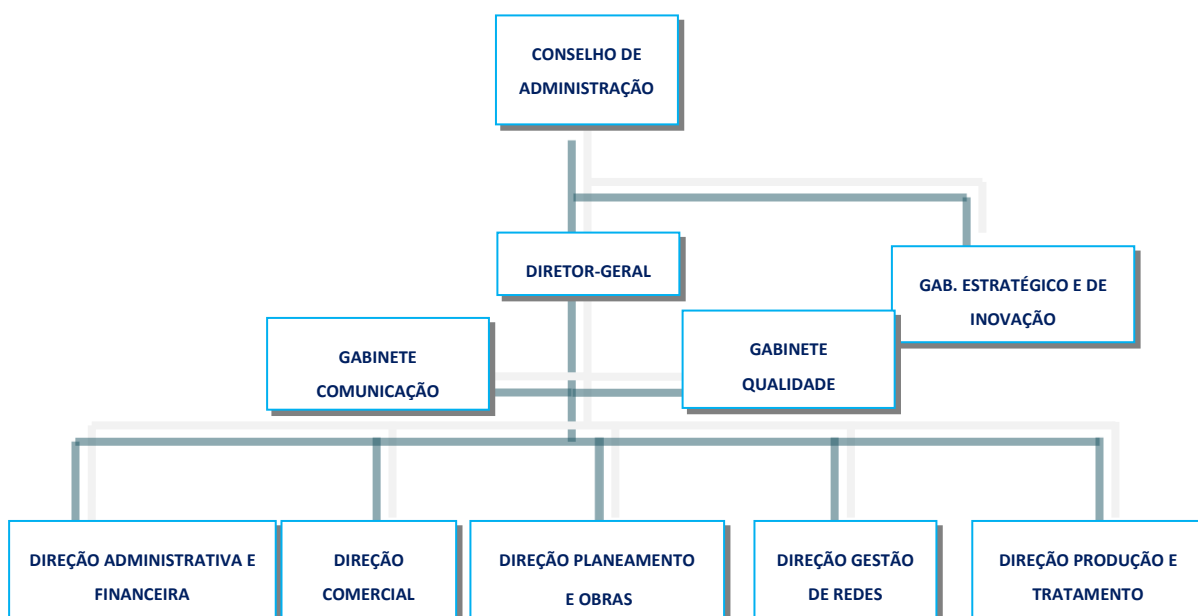 CONSELHO DE
ADMINISTRAÇÃO
DIRETOR-GERAL
GAB. ESTRATÉGICO E DE
INOVAÇÃO
GABINETE
COMUNICAÇÃO
GABINETE
QUALIDADE
DIREÇÃO ADMINISTRATIVA E
FINANCEIRA
DIREÇÃO
COMERCIAL
DIREÇÃO PLANEAMENTO
E OBRAS
DIREÇÃO GESTÃO
DE REDES
DIREÇÃO PRODUÇÃO E
TRATAMENTO